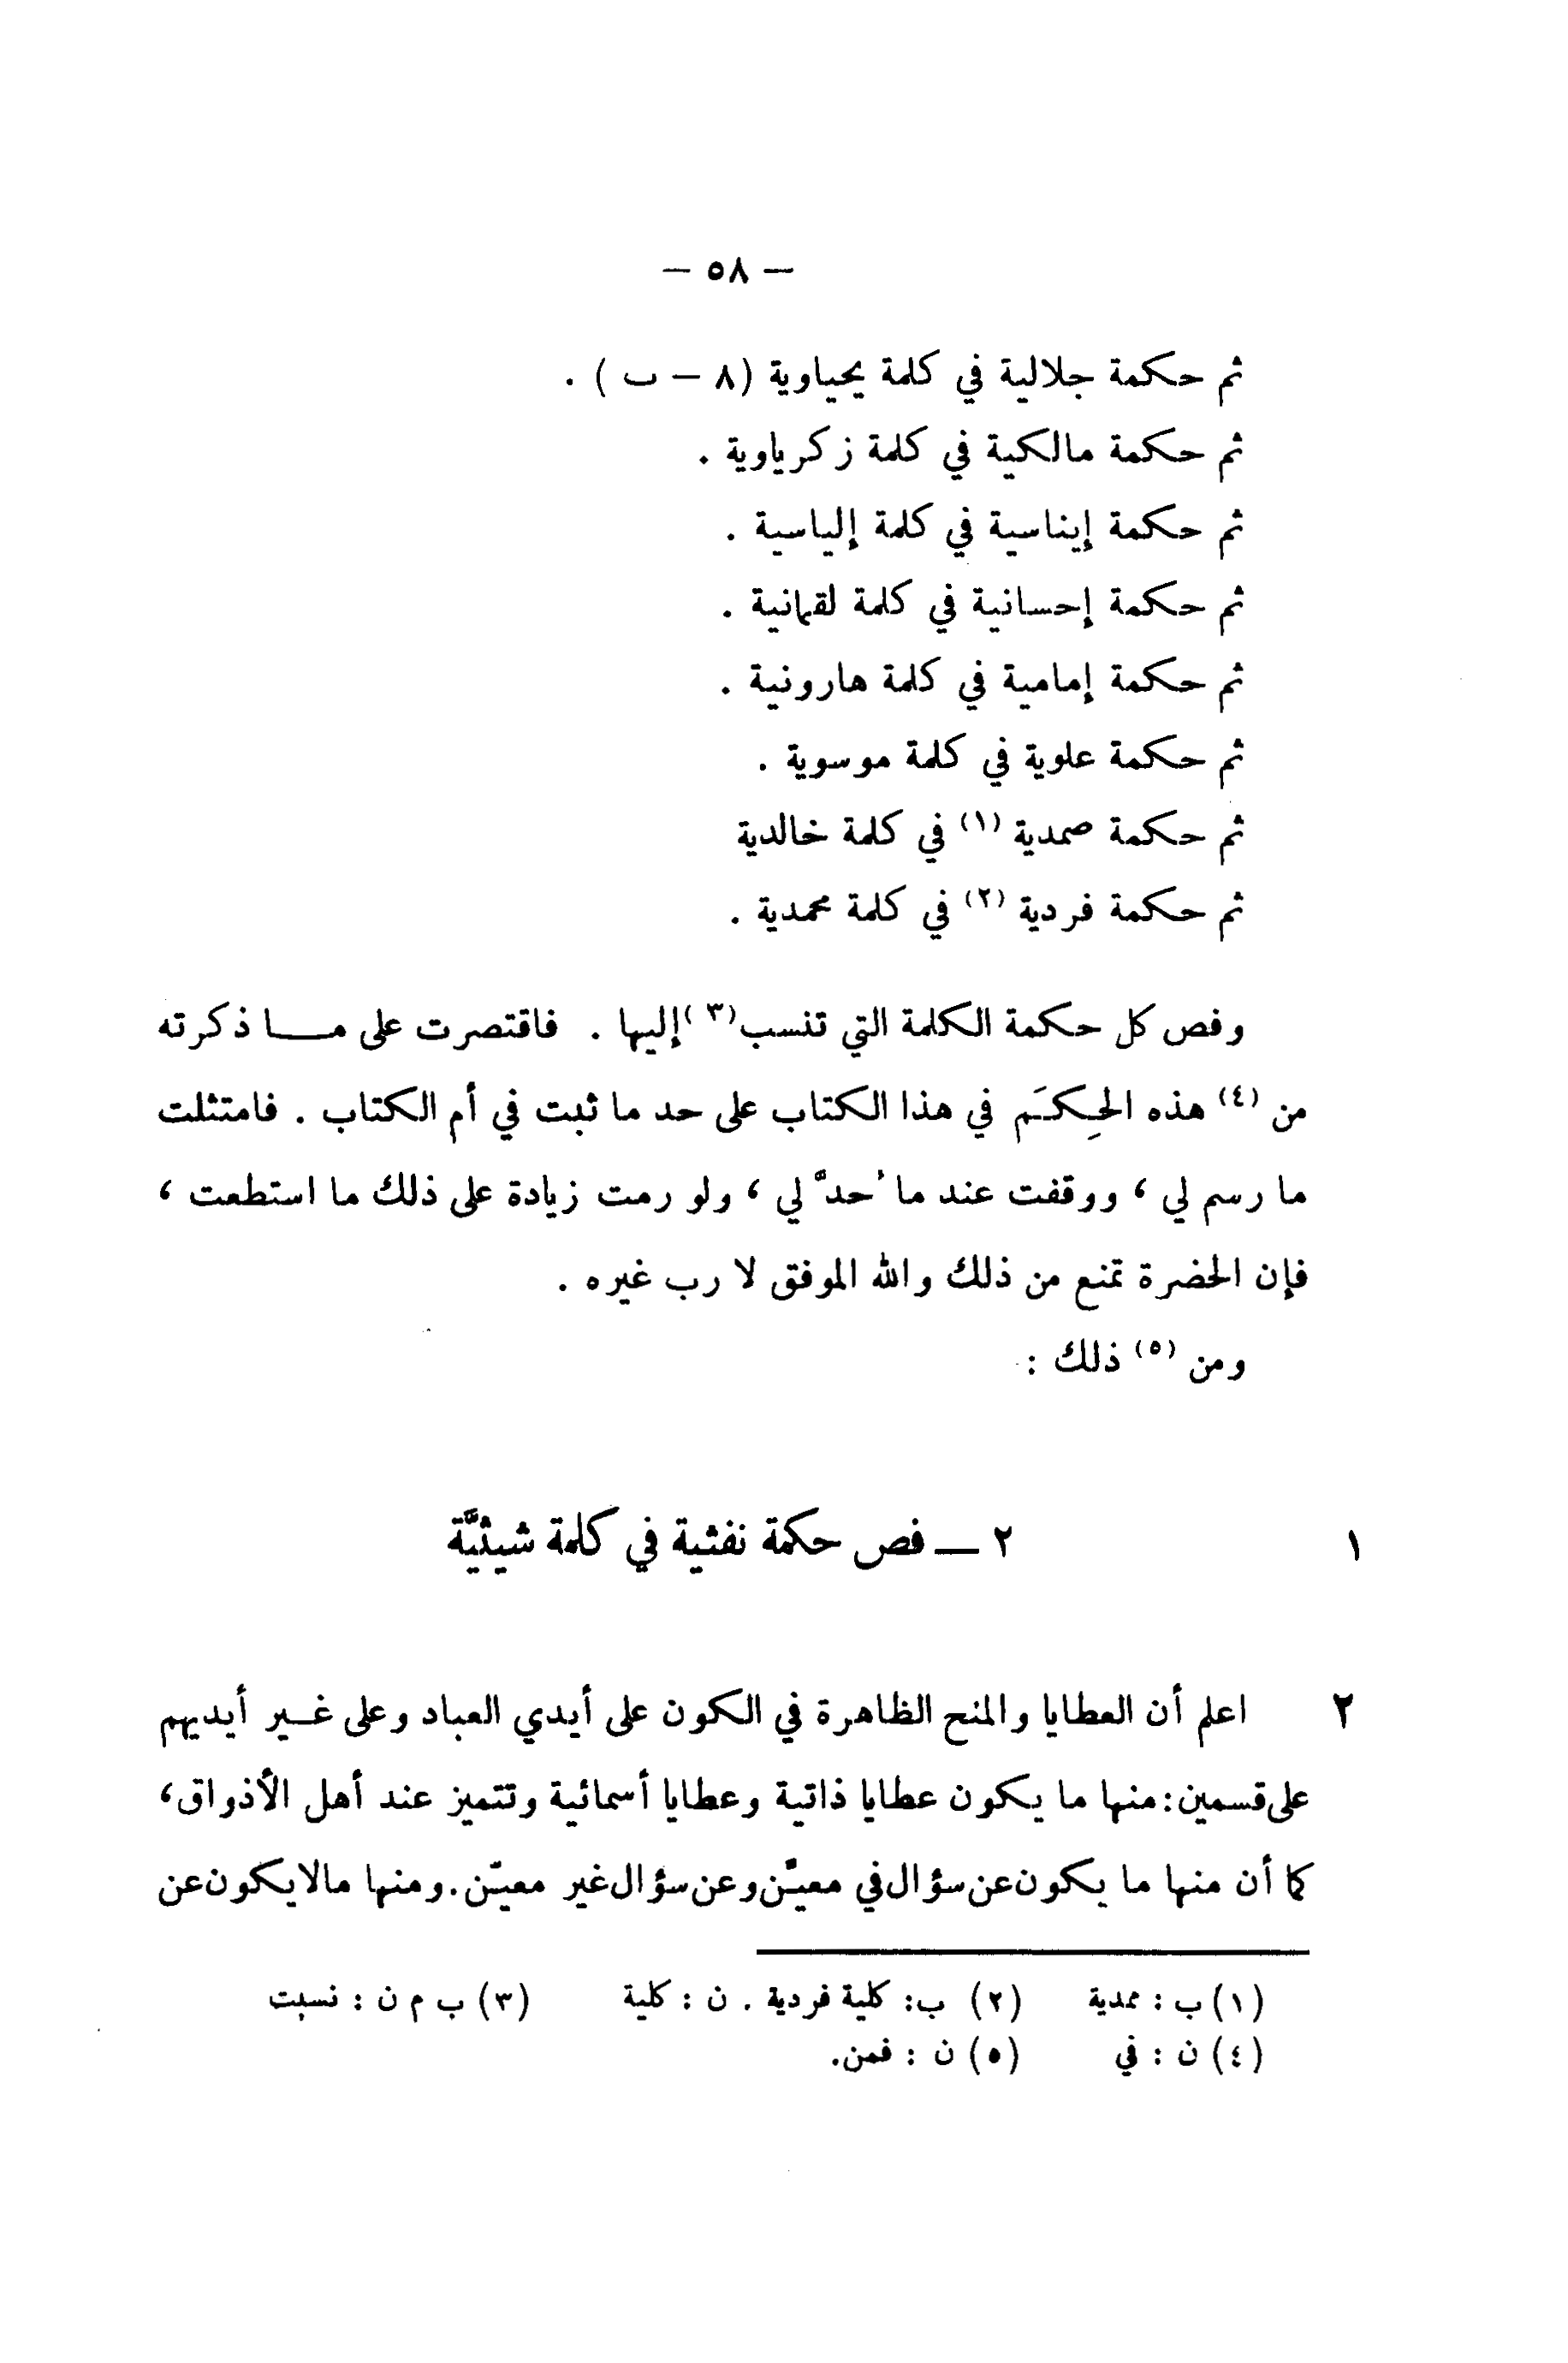 — ٥٨ —
ثم حكمة جلالية في كلمة يحياوية (٨ – ب ) .
ثم حكمة مالكية في كلمة زكرياوية .
ثم حكمة إيناسية في كلمة إلياسية .
ثم حكمة إحسانية في كلمة لقمانية .
ثم حكمة إمامية في كلمة هارونية .
ثم حكمة علوية في كلمة موسوية .
ثم حكمة صمدية (١) في كلمة خالدية
ثم حكمة فردية (٢) في كلمة محمدية .
وفص كل حكمة الكلمة التي تنسب(٣) إليها . فاقتصرت على مـــا ذكرته
من (٤) هذه الحِكَم في هذا الكتاب على حد ما ثبت في أم الكتاب . فامتثلت
ما رسم لي ، ووقفت عند ما حُدَّ لي ، ولو رمت زيادة على ذلك ما استطعت ،
فإن الحضرة تمنع من ذلك والله الموفق لا رب غيره .
ومن (٥) ذلك :
١ ٢ — فص حكمة نفثية في كلمة شيثيَّة
٢ اعلم أن العطايا والمنح الظاهرة في الكون على أيدي العباد وعلى غـير أيديهم
على قسمين: منها ما يكون عطايا ذاتية وعطايا أسمائية وتتميز عند أهل الأذواق،
كما أن منها ما يكون عن سؤال في معيَّن وعن سؤال غير معيّن. ومنها مالا يكون عن
(١) ب : ممدية (٢) ب: كلية فردية . ن : كلية (٣) ب م ن : نسبت
(٤) ن : في (٥) ن : فمن.